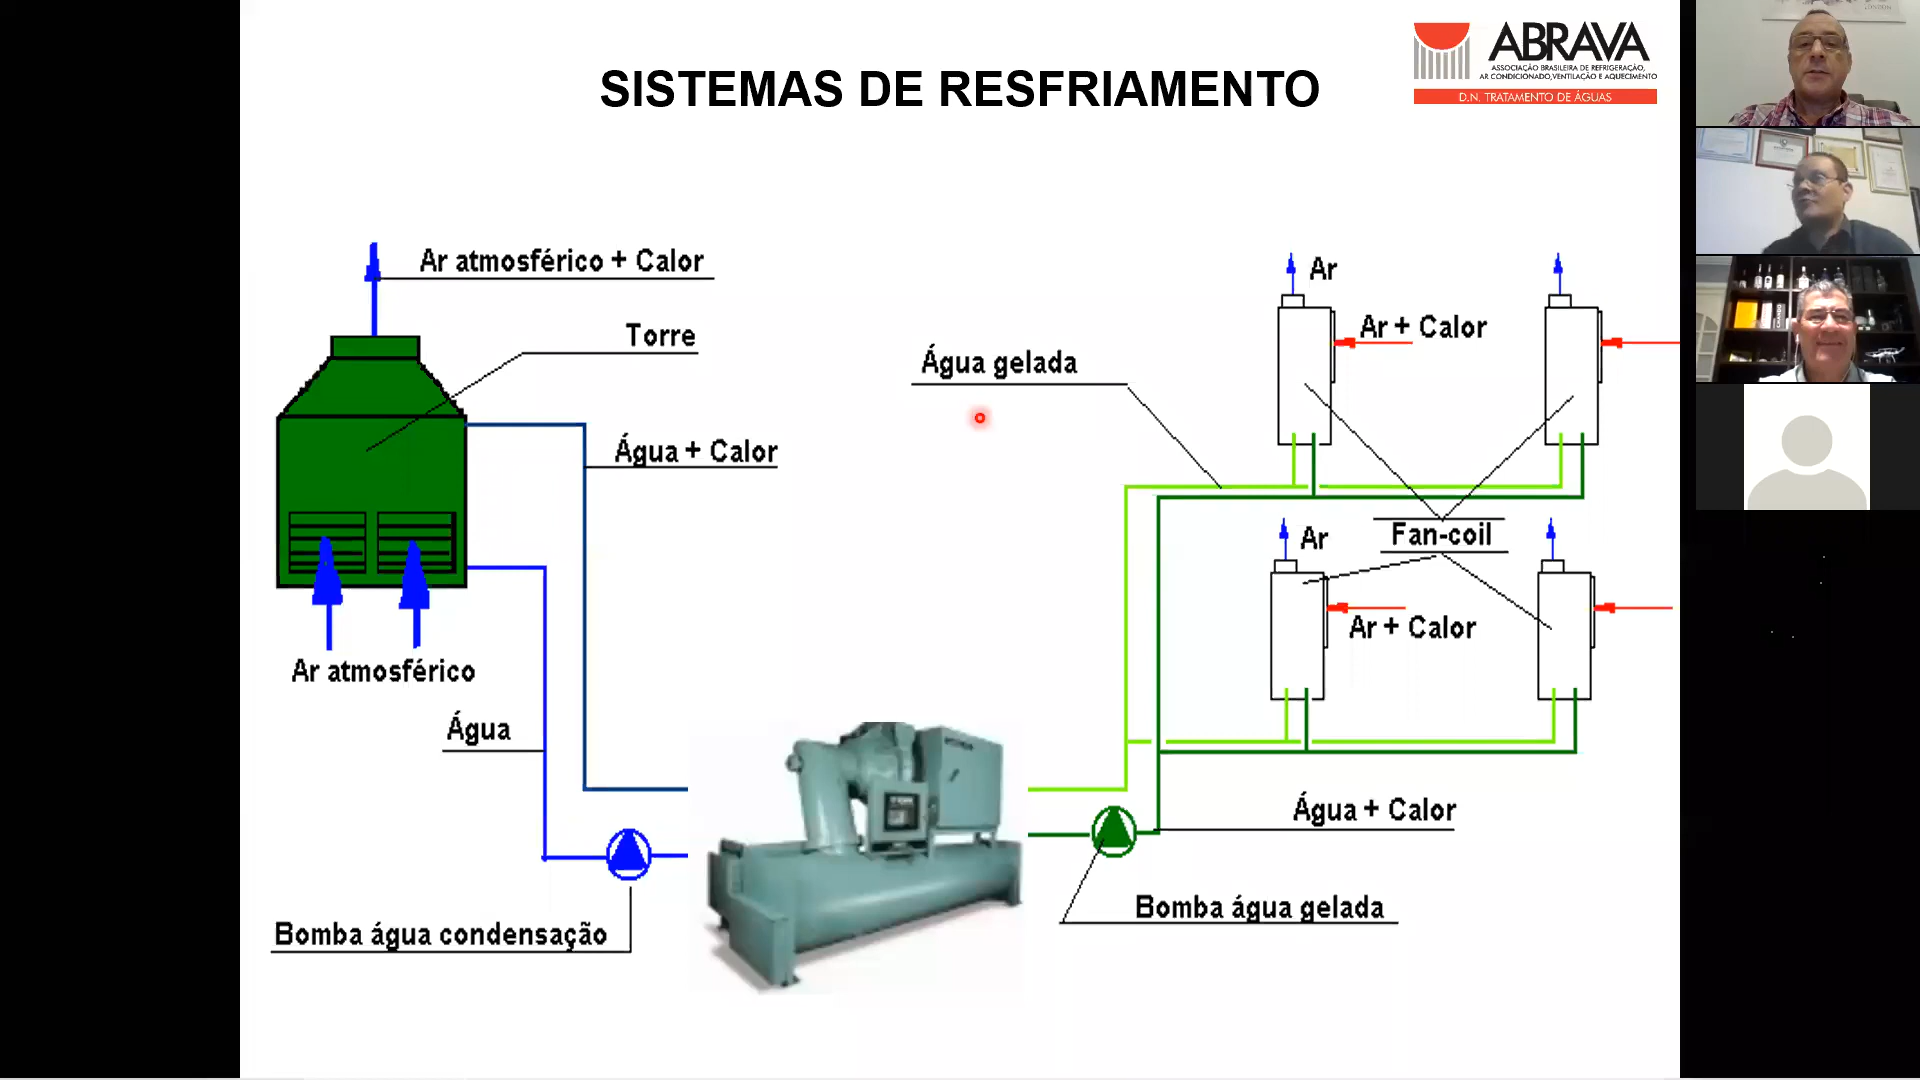 SISTEMAS DE RESFRIAMENTO
ABRAVA
ASSOCIAÇÃO BRASILEIRA DE REFRIGERAÇÃO,
AR CONDICIONADO, VENTILAÇÃO E AQUECIMENTO
D.N. TRATAMENTO DE ÁGUAS
Ar atmosférico + Calor
Torre
Água + Calor
Ar atmosférico
Água
Bomba água condensação
Água gelada
Ar
Ar + Calor
Fan-coil
Ar
Ar + Calor
Água + Calor
Bomba água gelada